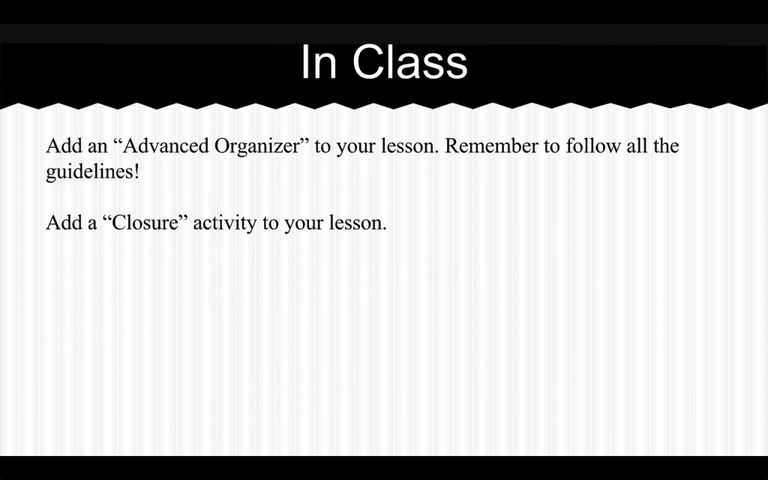 In Class
Add an “Advanced Organizer” to your lesson. Remember to follow all the
guidelines!
Add a “Closure” activity to your lesson.